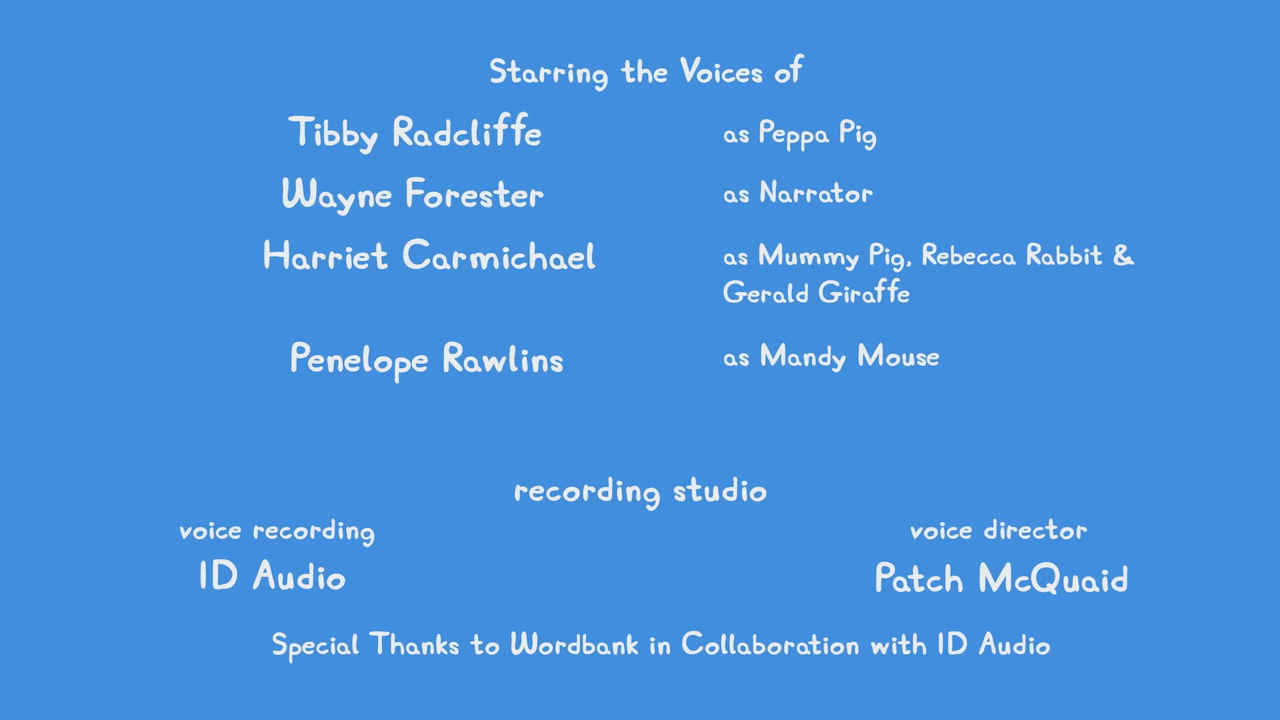 Starring the Voices of
Tibby Radcliffe as Peppa Pig
Wayne Forester as Narrator
Harriet Carmichael as Mummy Pig, Rebecca Rabbit &
Gerald Giraffe
Penelope Rawlins as Mandy Mouse
recording studio
voice recording voice director
ID Audio Patch McQuaid
Special Thanks to Wordbank in Collaboration with ID Audio